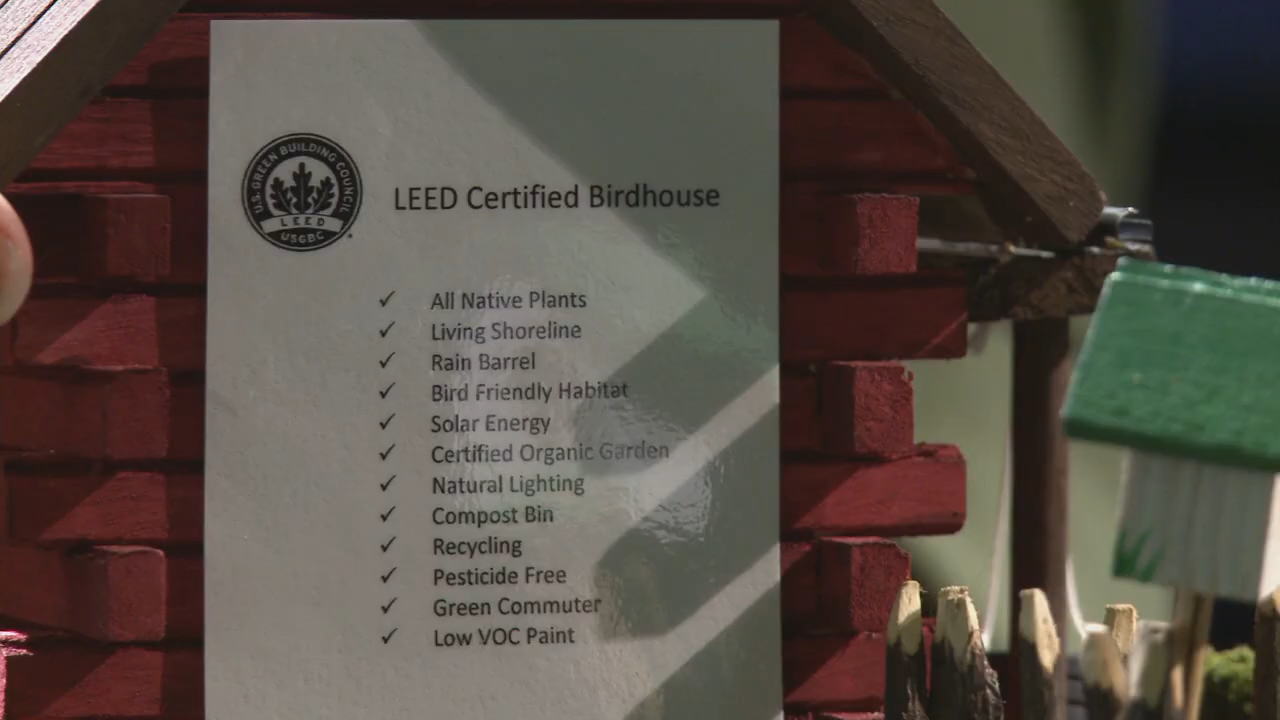 U.S. GREEN BUILDING COUNCIL
LEED
USGBC
LEED Certified Birdhouse
✓ All Native Plants
✓ Living Shoreline
✓ Rain Barrel
✓ Bird Friendly Habitat
✓ Solar Energy
✓ Certified Organic Garden
✓ Natural Lighting
✓ Compost Bin
✓ Recycling
✓ Pesticide Free
✓ Green Commuter
✓ Low VOC Paint